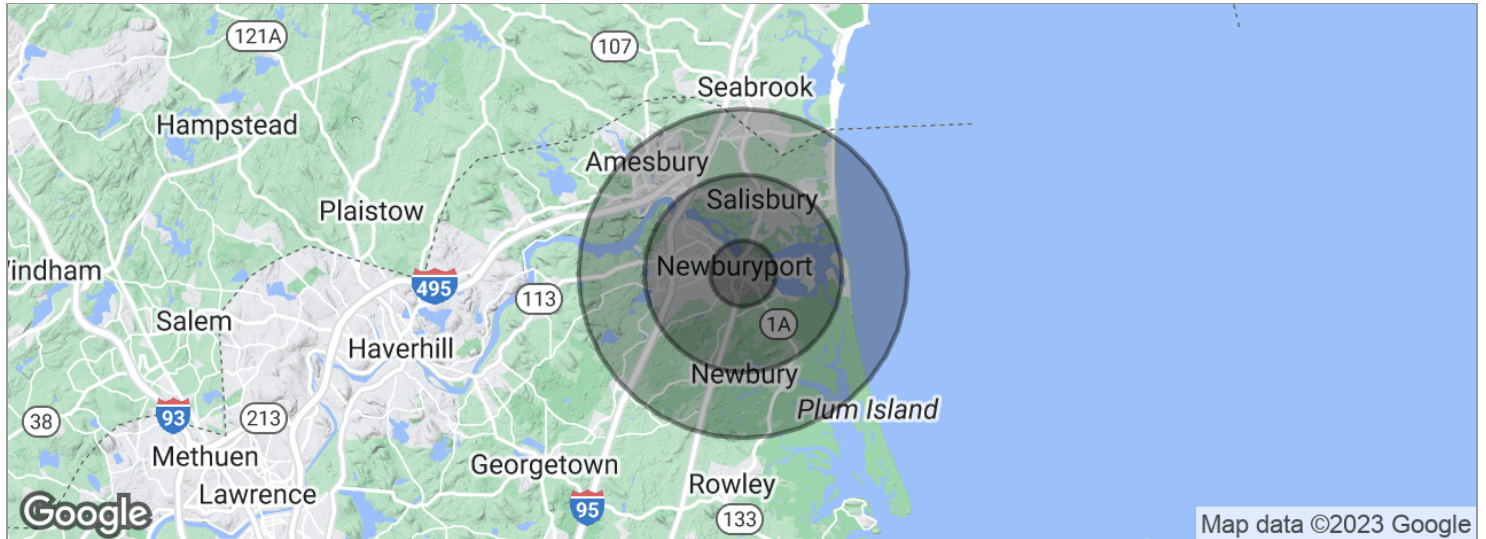 121A
107
Seabrook
Hampstead
Amesbury
Salisbury
Plaistow
Newburyport
indham
495
113
Salem
1A
Haverhill
Newbury
Plum Island
93
213
38
Methuen
Georgetown
Lawrence
Rowley
95
133
Google
Map data ©2023 Google